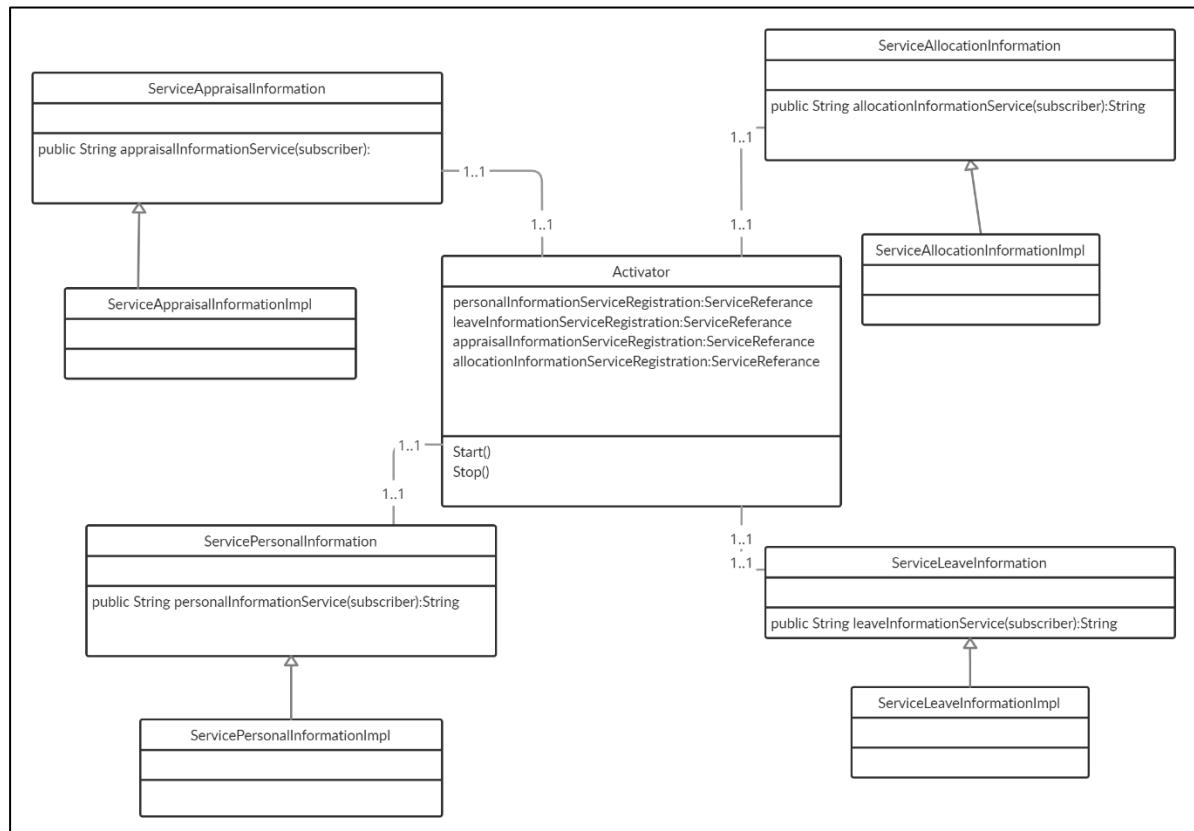 ServiceAllocationInformation
public String allocationInformationService(subscriber):String
1..1
1..1
ServiceAllocationInformationImpl
ServiceAppraisalInformation
public String appraisalInformationService(subscriber):
1..1
1..1
ServiceAppraisalInformationImpl
Activator
personalInformationServiceRegistration:ServiceReferance
leaveInformationServiceRegistration:ServiceReferance
appraisalInformationServiceRegistration:ServiceReferance
allocationInformationServiceRegistration:ServiceReferance
Start()
Stop()
1..1
1..1
ServicePersonalInformation
public String personalInformationService(subscriber):String
ServicePersonalInformationImpl
1..1
1..1
ServiceLeaveInformation
public String leaveInformationService(subscriber):String
ServiceLeaveInformationImpl